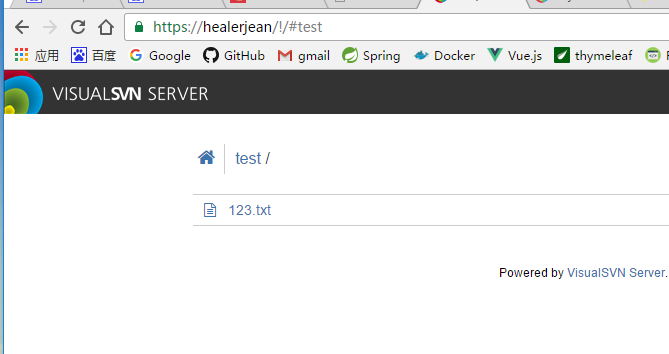 https://healerjean/!/#test
应用 百度 Google GitHub gmail Spring Docker Vue.js thymeleaf
VISUALSVN SERVER
test /
123.txt
Powered by VisualSVN Server.